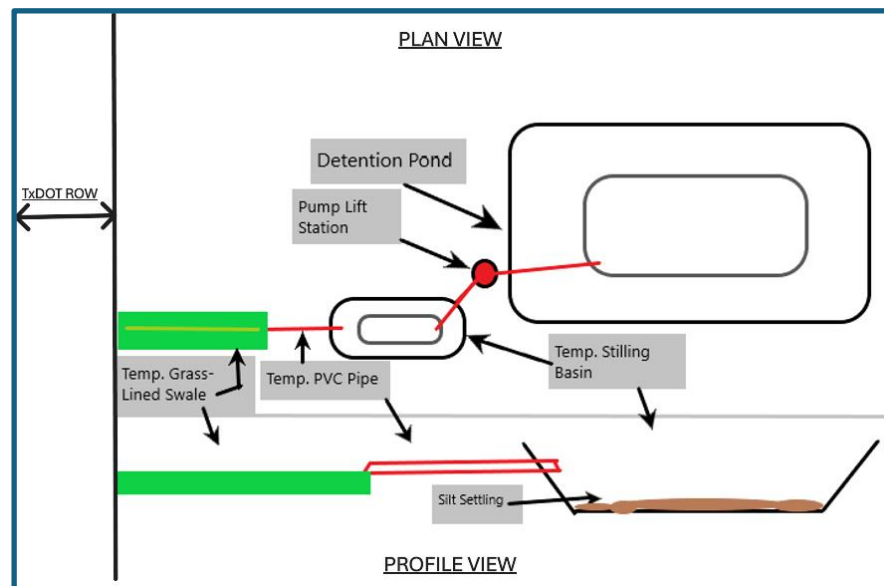 PLAN VIEW
Detention Pond
TxDOT ROW
Pump Lift
Station
Temp. Grass-
Lined Swale
Temp. PVC Pipe
Temp. Stilling
Basin
Silt Settling
PROFILE VIEW